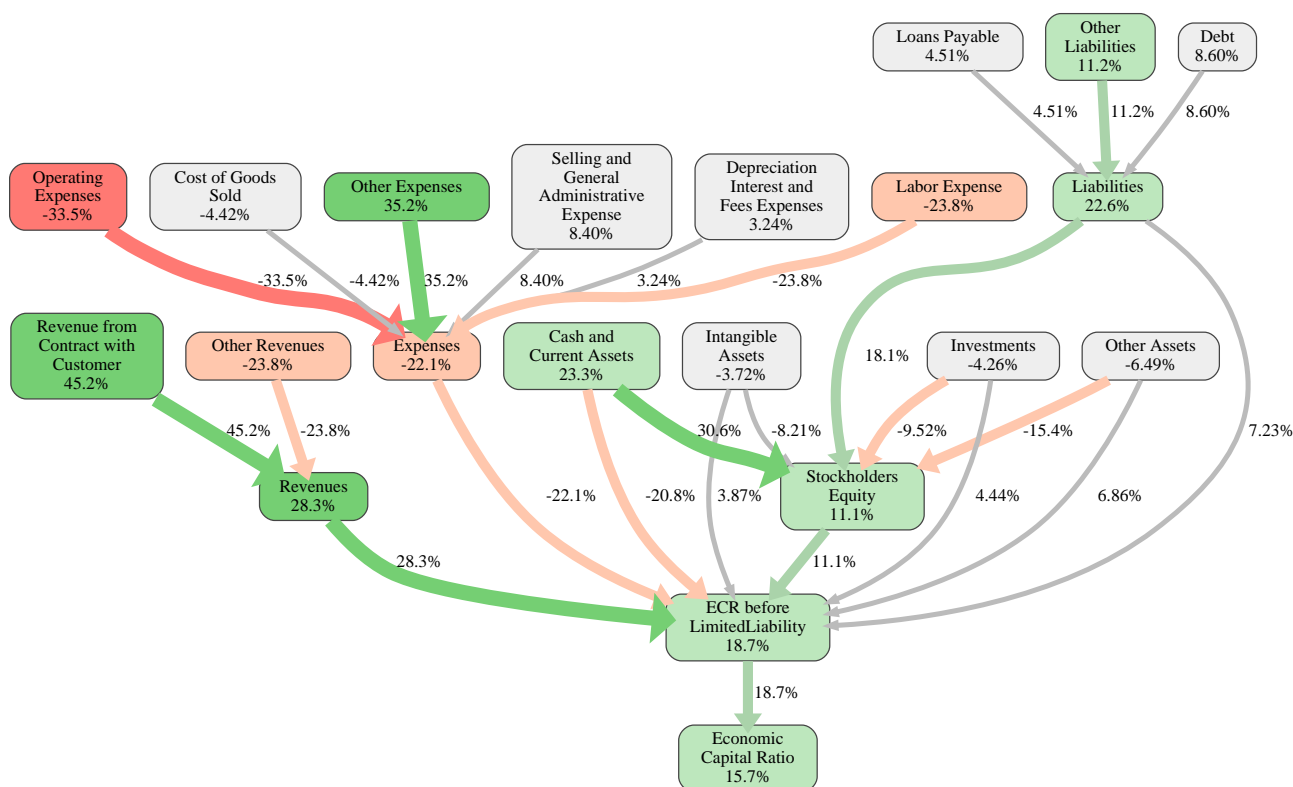 Loans Payable
4.51%
Other
Liabilities
11.2%
Debt
8.60%
4.51%
11.2%
8.60%
Operating
Expenses
-33.5%
Cost of Goods
Sold
-4.42%
Other Expenses
35.2%
Selling and
General
Administrative
Expense
8.40%
Depreciation
Interest and
Fees Expenses
3.24%
Labor Expense
-23.8%
Liabilities
22.6%
-33.5%
-4.42%
35.2%
8.40%
3.24%
-23.8%
Revenue from
Contract with
Customer
45.2%
Other Revenues
-23.8%
Expenses
-22.1%
Cash and
Current Assets
23.3%
Intangible
Assets
-3.72%
18.1%
Investments
-4.26%
Other Assets
-6.49%
45.2%
-23.8%
30.6%
-8.21%
-9.52%
-15.4%
7.23%
Revenues
28.3%
-22.1%
-20.8%
3.87%
Stockholders
Equity
11.1%
4.44%
6.86%
28.3%
11.1%
ECR before
LimitedLiability
18.7%
18.7%
Economic
Capital Ratio
15.7%